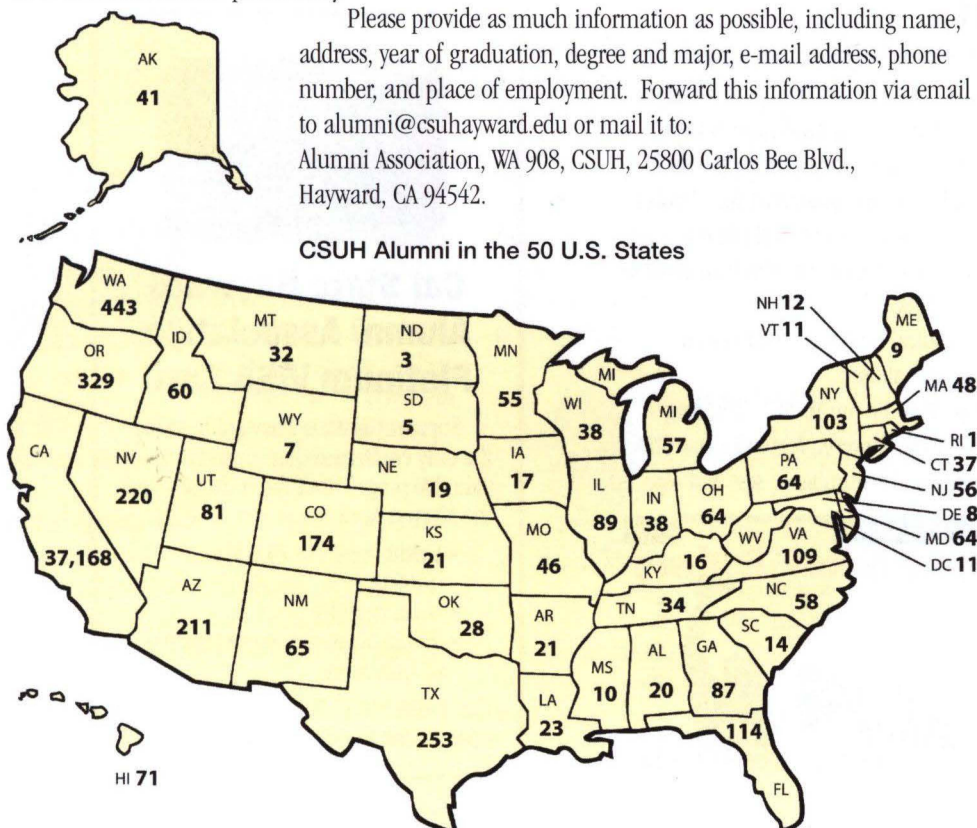 Please provide as much information as possible, including name,
address, year of graduation, degree and major, e-mail address, phone
number, and place of employment. Forward this information via email
to alumni@csuhayward.edu or mail it to:
Alumni Association, WA 908, CSUH, 25800 Carlos Bee Blvd.,
Hayward, CA 94542.
AK
41
CSUH Alumni in the 50 U.S. States
WA
443
OR
329
ID
60
MT
32
ND
3
SD
5
MN
55
WI
38
MI
MI
57
NH 12
VT 11
ME
9
NY
103
MA 48
RI 1
CT 37
NJ 56
DE 8
MD 64
DC 11
PA
64
CA
37,168
NV
220
UT
81
WY
7
CO
174
NE
19
KS
21
IA
17
MO
46
IL
89
IN
38
OH
64
KY
16
WV
VA
109
NC
58
SC
14
TN
34
AZ
211
NM
65
OK
28
AR
21
TX
253
LA
23
MS
10
AL
20
GA
87
114
FL
HI 71